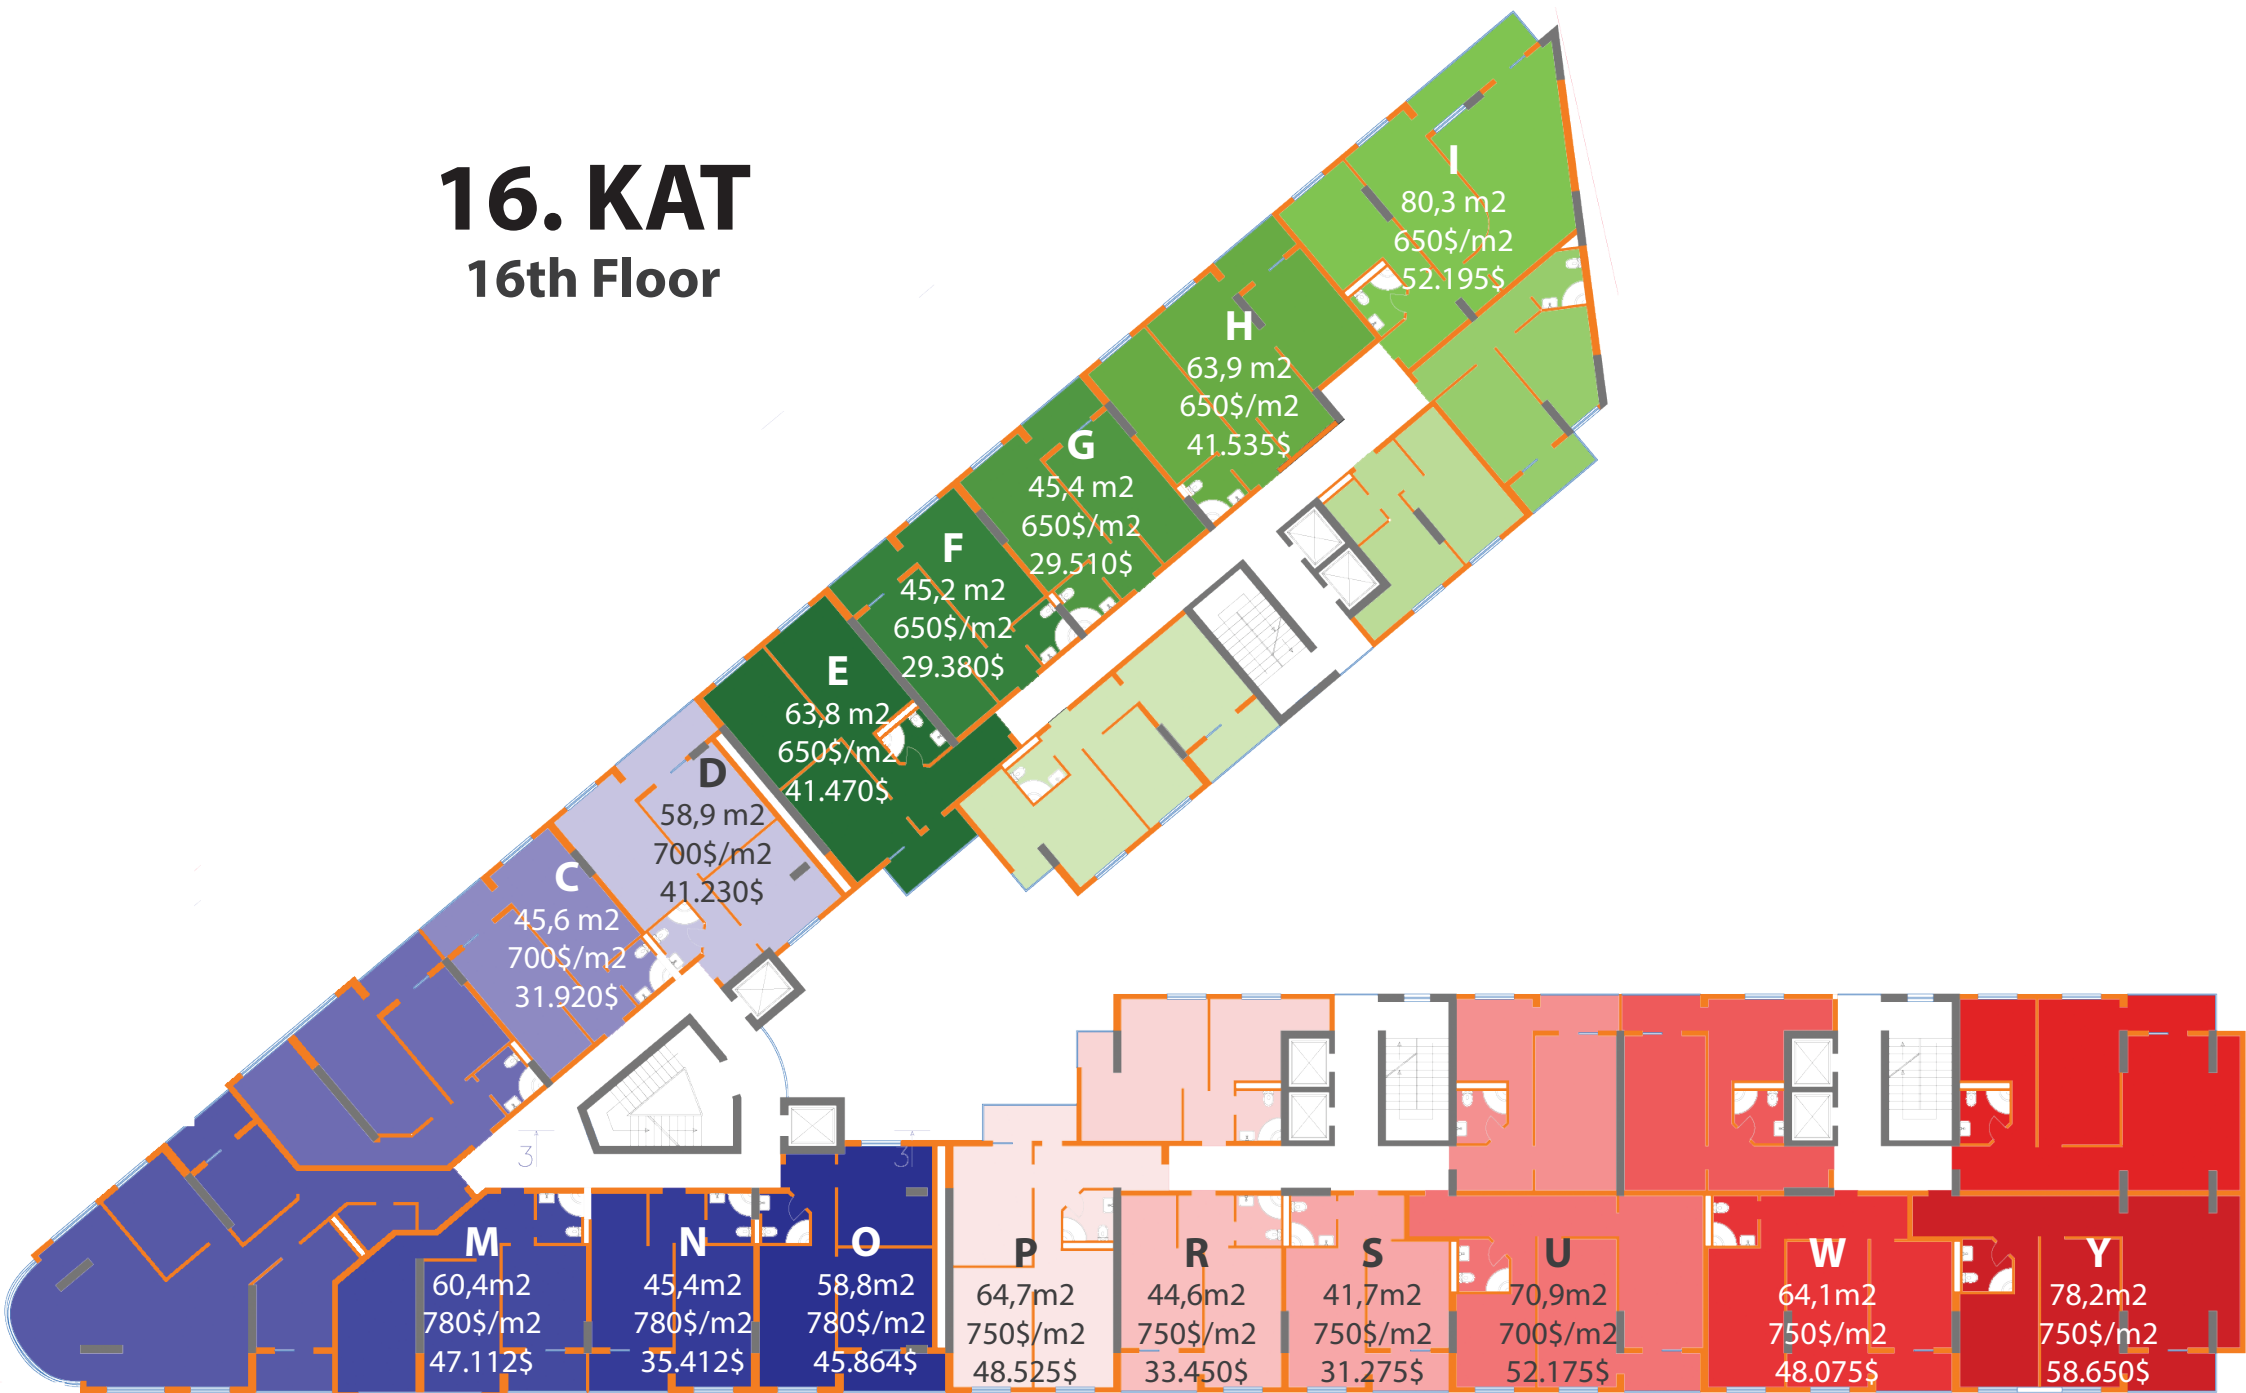 16. KAT
16th Floor
I
80,3 m2
650$/m2
52.195$
H
63,9 m2
650$/m2
41.535$
G
45,4 m2
650$/m2
29.510$
F
45,2 m2
650$/m2
29.380$
E
63,8 m2
650$/m2
41.470$
D
58,9 m2
700$/m2
41.230$
C
45,6 m2
700$/m2
31.920$
3
3
M
60,4m2
780$/m2
47.112$
N
45,4m2
780$/m2
35.412$
O
58,8m2
780$/m2
45.864$
P
64,7m2
750$/m2
48.525$
R
44,6m2
750$/m2
33.450$
S
41,7m2
750$/m2
31.275$
U
70,9m2
700$/m2
52.175$
W
64,1m2
750$/m2
48.075$
Y
78,2m2
750$/m2
58.650$